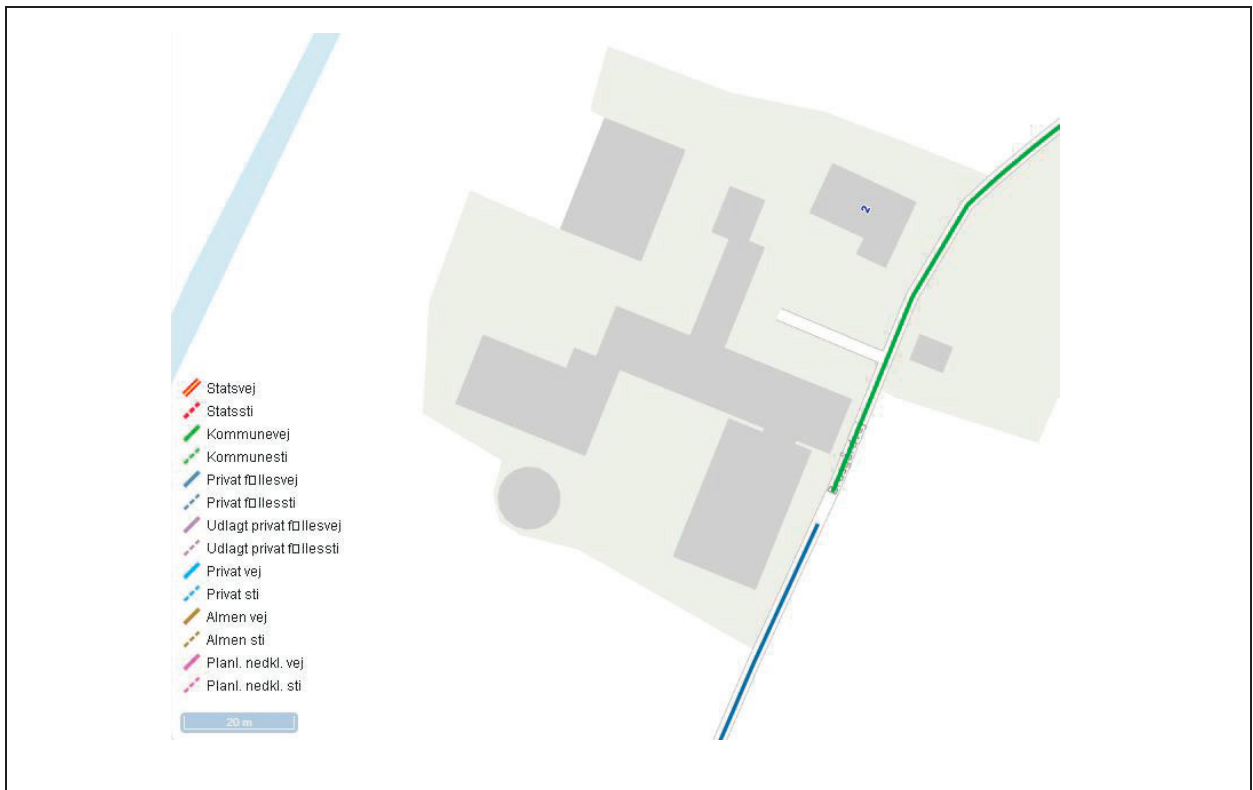 2
Statsvej
Statssti
Kommunevej
Kommunesti
Privat f□llesvej
Privat f□llessti
Udlagt privat f□llesvej
Udlagt privat f□llessti
Privat vej
Privat sti
Almen vej
Almen sti
Planl. nedkl. vej
Planl. nedkl. sti
20 m